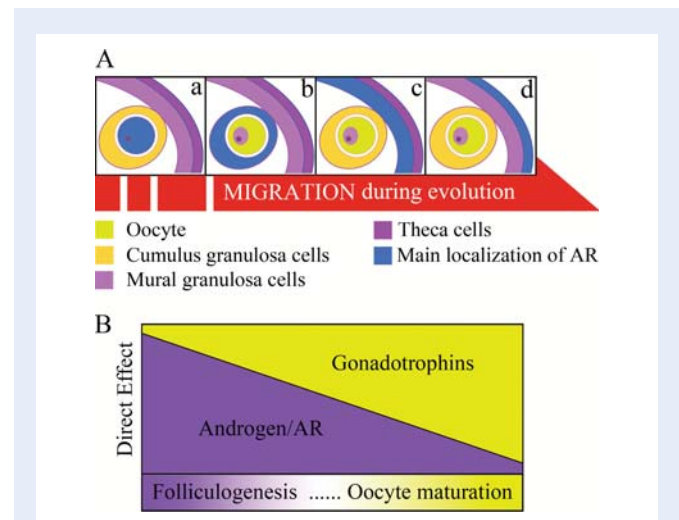 A
a b c d
MIGRATION during evolution
Oocyte
Theca cells
Cumulus granulosa cells
Main localization of AR
Mural granulosa cells
B
Direct Effect
Gonadotrophins
Androgen/AR
Folliculogenesis ...... Oocyte maturation